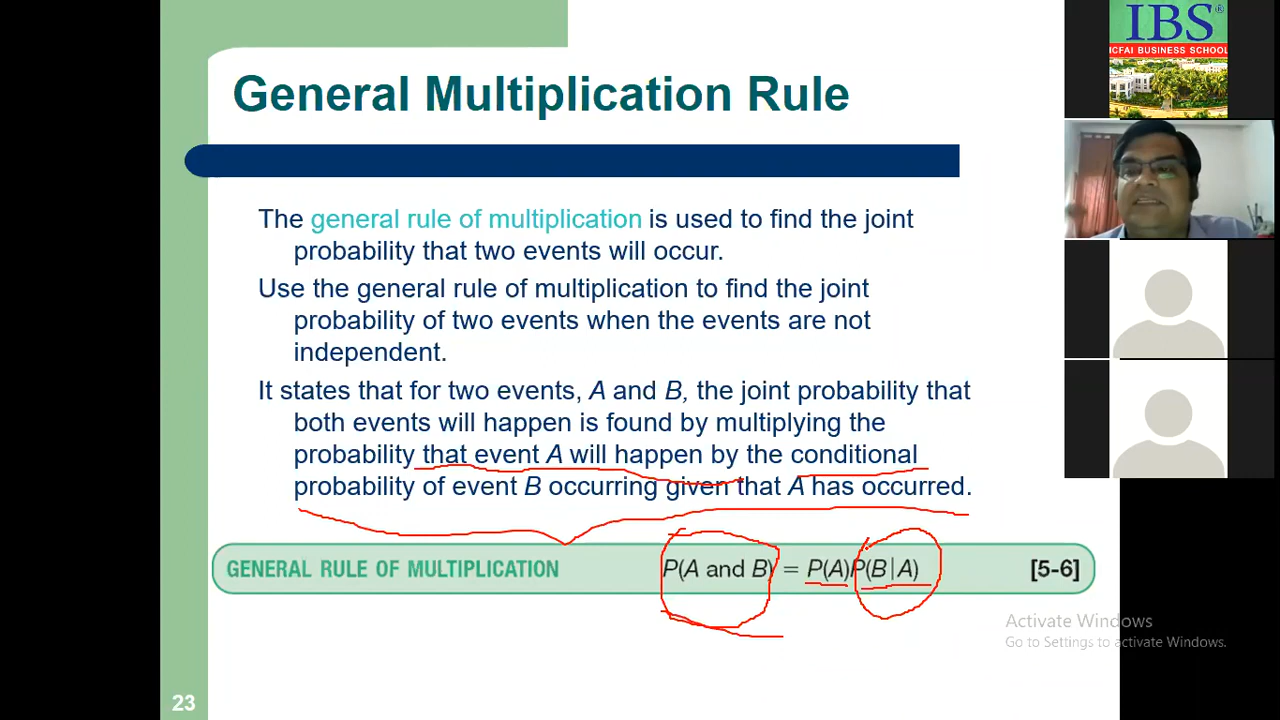 General Multiplication Rule
The general rule of multiplication is used to find the joint
probability that two events will occur.
Use the general rule of multiplication to find the joint
probability of two events when the events are not
independent.
It states that for two events, A and B, the joint probability that
both events will happen is found by multiplying the
probability that event A will happen by the conditional
probability of event B occurring given that A has occurred.
GENERAL RULE OF MULTIPLICATION P(A and B) = P(A)P(B|A) [5-6]
23
IBS®
ICFAI BUSINESS SCHOOL
Activate Windows
Go to Settings to activate Windows.